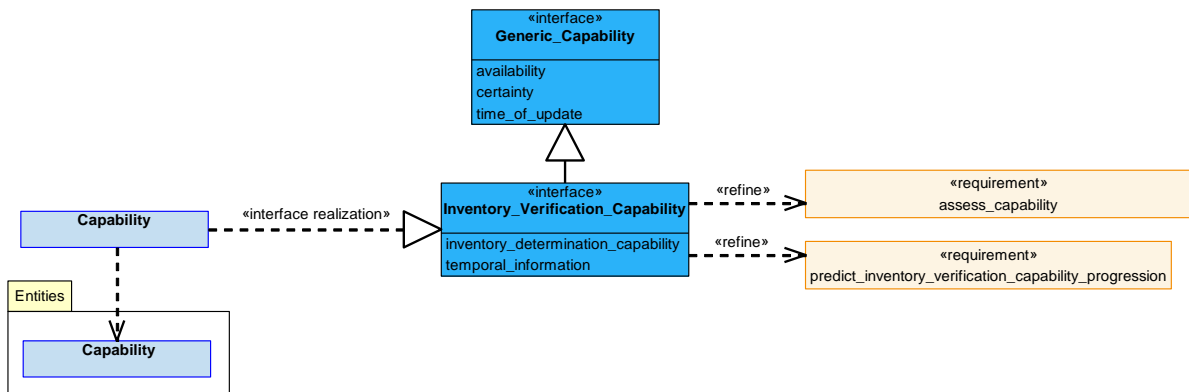 «interface»
Generic_Capability
availability
certainty
time_of_update
«interface»
Inventory_Verification_Capability
inventory_determination_capability
temporal_information
«refine»
«requirement»
assess_capability
«refine»
«requirement»
predict_inventory_verification_capability_progression
Capability
«interface realization»
Entities
Capability